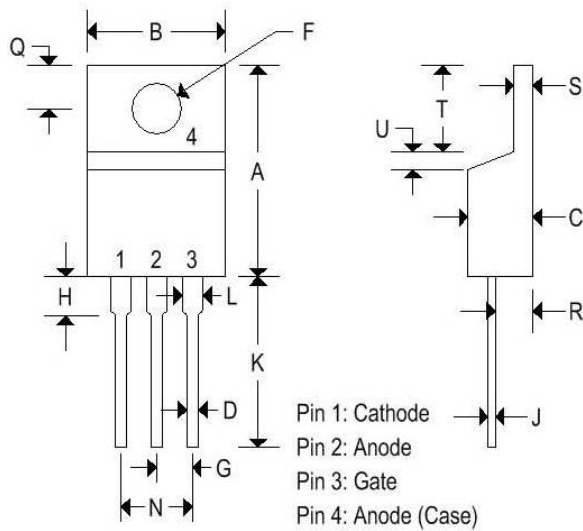 B
F
Q
S
T
4
U
A
C
1 2 3
H
L
R
K
D
J
G
N
Pin 1: Cathode
Pin 2: Anode
Pin 3: Gate
Pin 4: Anode (Case)